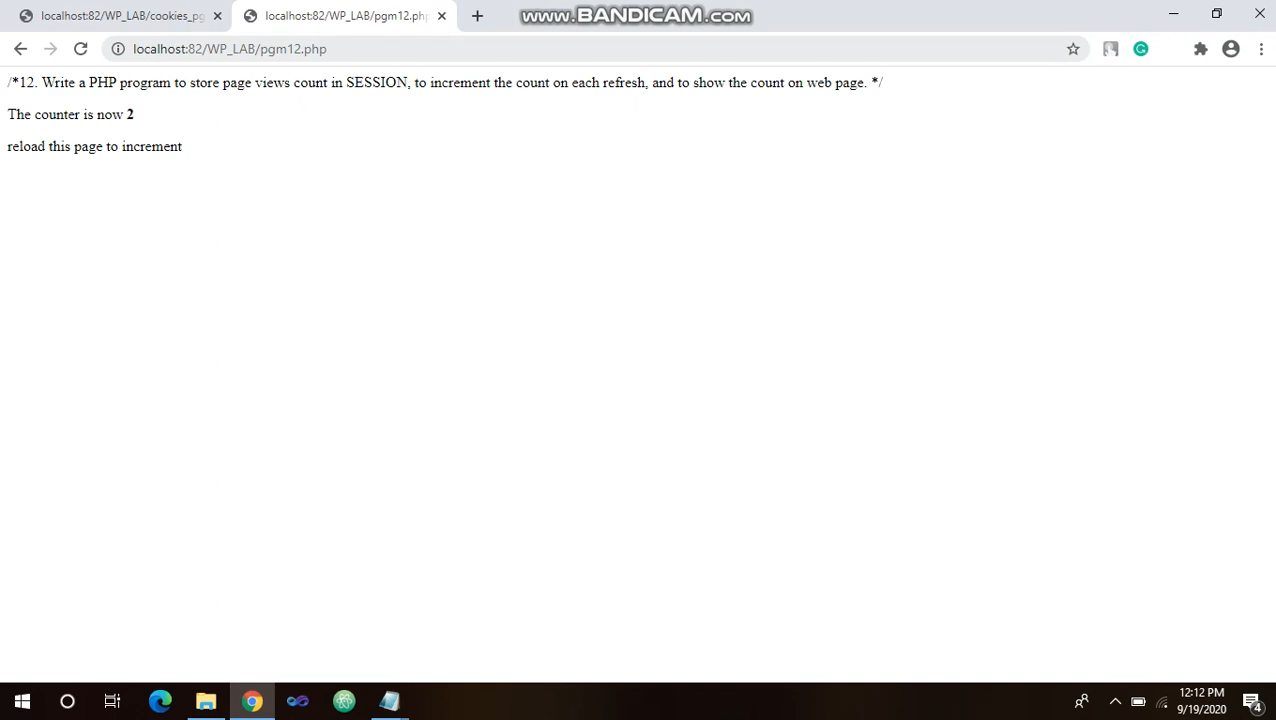 localhost:82/WP_LAB/cookies_pg
localhost:82/WP_LAB/pgm12.php
www.BANDICAM.com
localhost:82/WP_LAB/pgm12.php
/*12. Write a PHP program to store page views count in SESSION, to increment the count on each refresh, and to show the count on web page. */
The counter is now 2
reload this page to increment
12:12 PM
9/19/2020
4